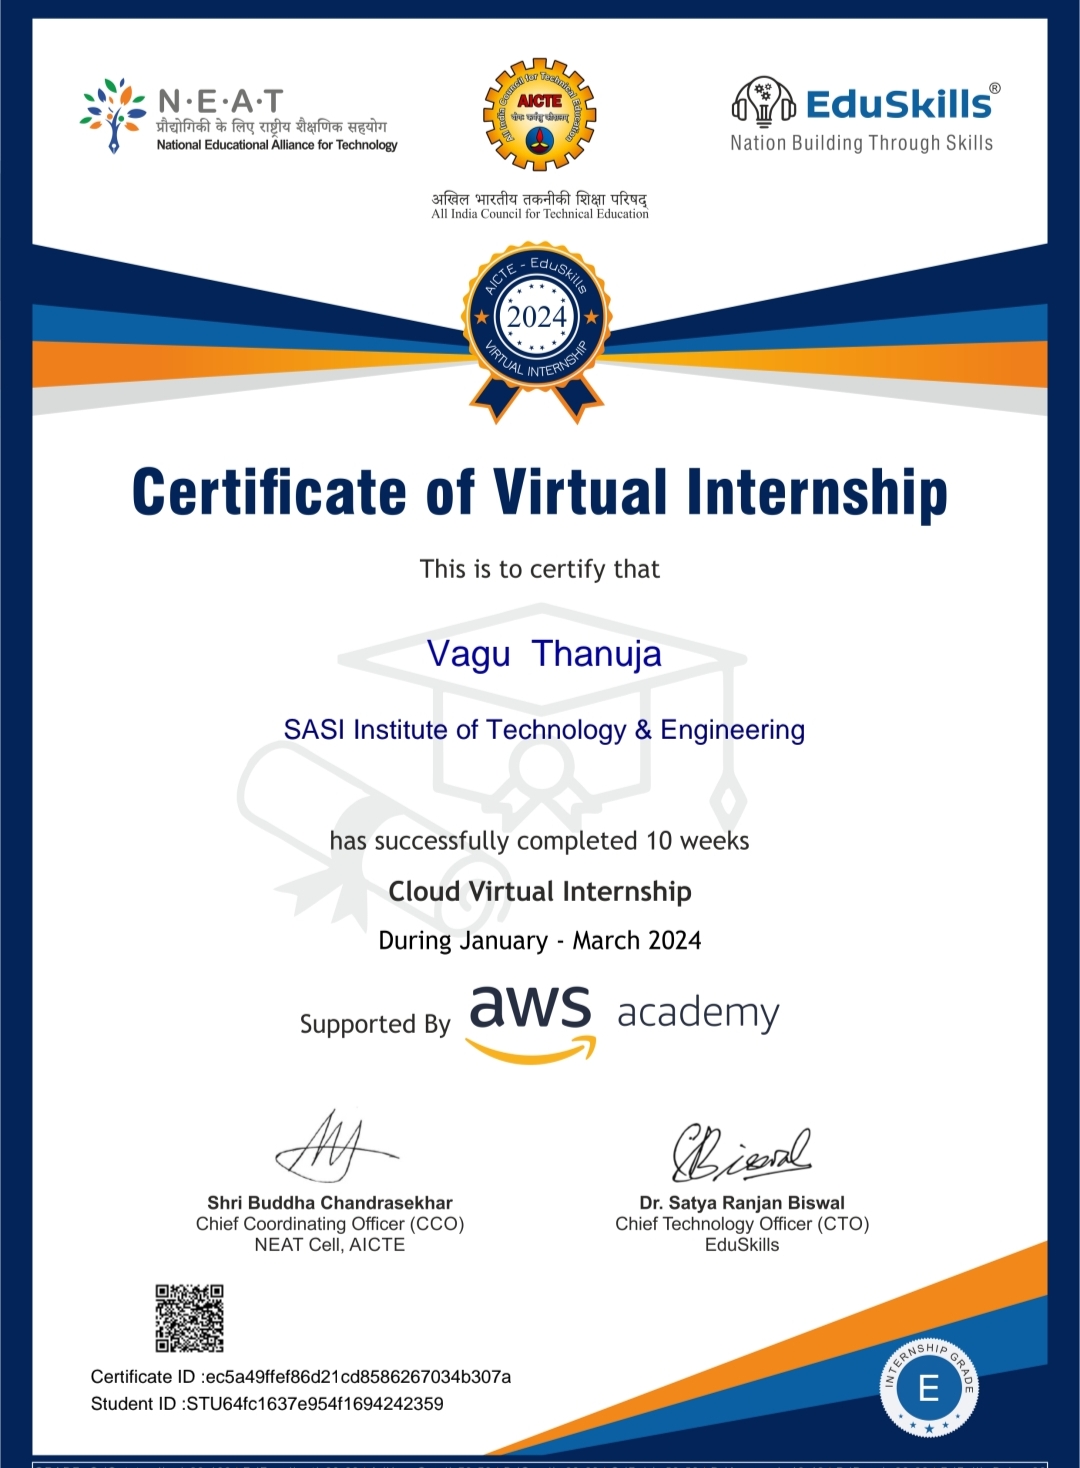 N·E·A·T
प्रौद्योगिकी के लिए राष्ट्रीय शैक्षणिक सहयोग
National Educational Alliance for Technology
All India Council for Technical Education
AICTE
अखिल भारतीय तकनीकी शिक्षा परिषद्
All India Council for Technical Education
EduSkills®
Nation Building Through Skills
AICTE - EduSkills
2024
VIRTUAL INTERNSHIP
Certificate of Virtual Internship
This is to certify that
Vagu Thanuja
SASI Institute of Technology & Engineering
has successfully completed 10 weeks
Cloud Virtual Internship
During January - March 2024
Supported By aws academy
Shri Buddha Chandrasekhar
Chief Coordinating Officer (CCO)
NEAT Cell, AICTE
Dr. Satya Ranjan Biswal
Chief Technology Officer (CTO)
EduSkills
Certificate ID :ec5a49ffef86d21cd8586267034b307a
Student ID :STU64fc1637e954f1694242359
INTERNSHIP GRADE
E